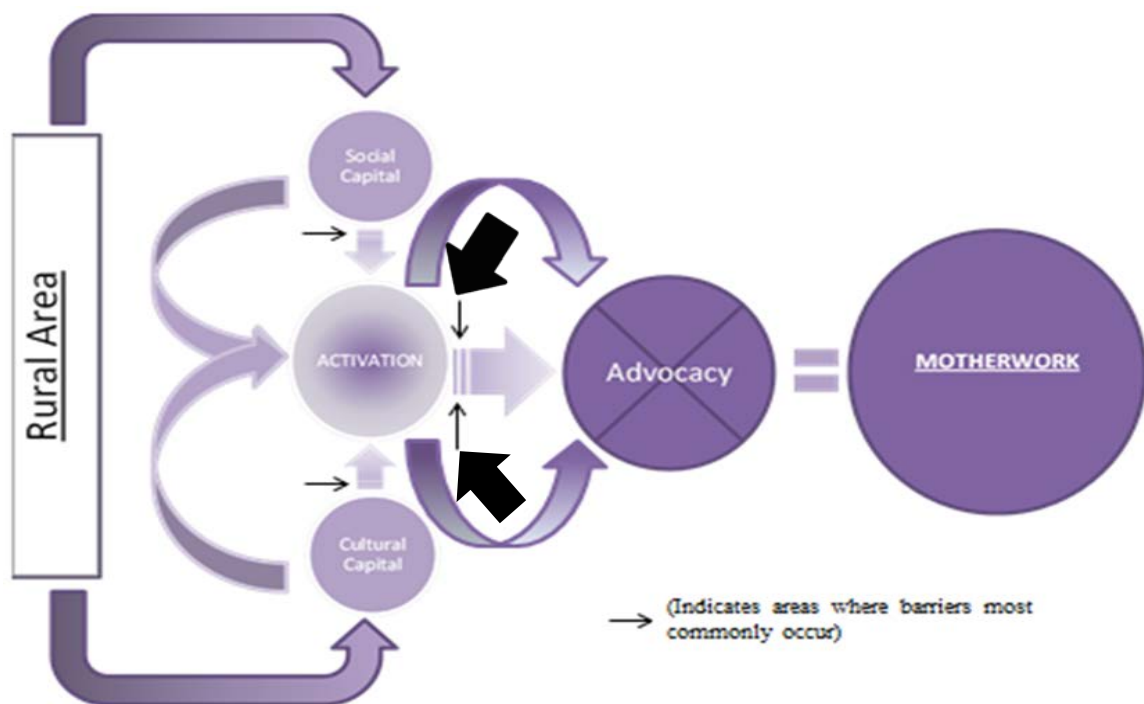 Rural Area
Social
Capital
ACTIVATION
Cultural
Capital
Advocacy
=
MOTHERWORK
(Indicates areas where barriers most
commonly occur)